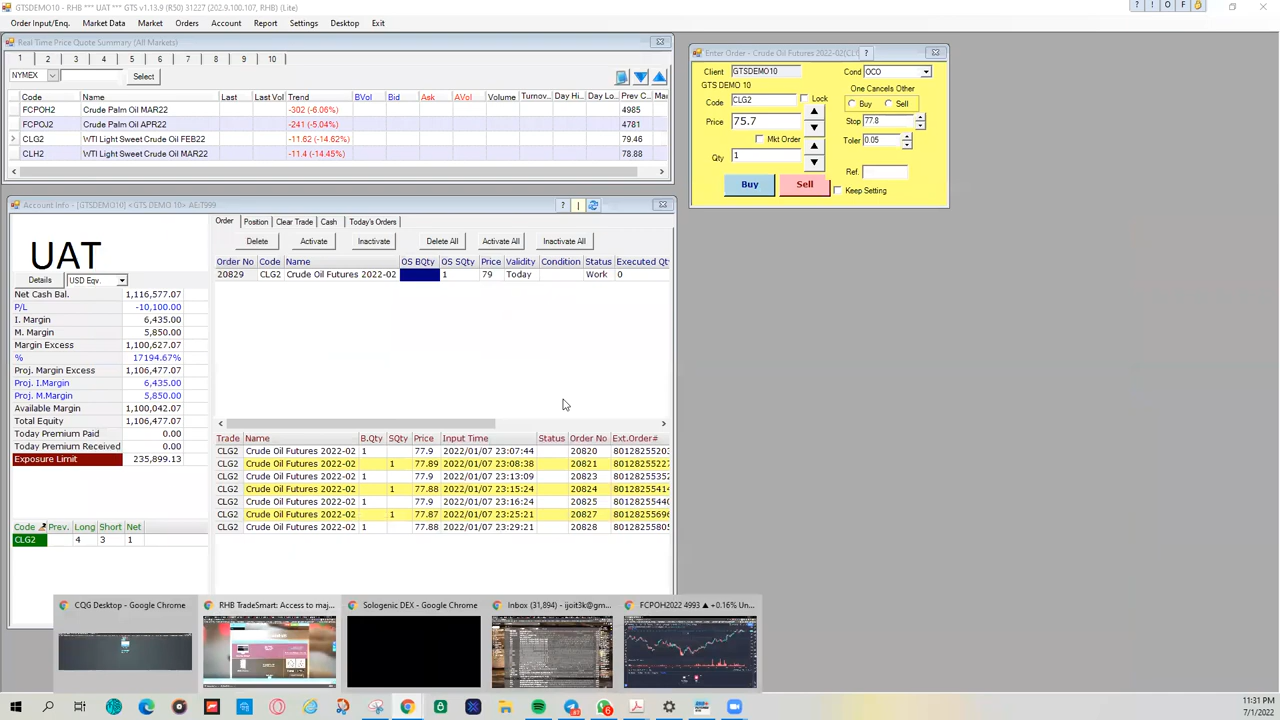 GTSDEMO10 - RHB *** UAT *** GTS v1.13.9 (R50) 31227 (202.9.100.107, RHB) (Lite)
Order Input/Enq. Market Data Market Orders Account Report Settings Desktop Exit
Real Time Price Quote Summary (All Markets)
1 2 6 7 8 9 10
NYMEX Select
Code Name Last Last Vol Trend BVol Bid Ask AVol Volume Turnov... Day Hi... Day Lo... Prev C...
FCPOH2 Crude Palm Oil MAR22 -302 (-6.06%) 4985
FCPOJ2 Crude Palm Oil APR22 -241 (-5.04%) 4781
CLG2 WTI Light Sweet Crude Oil FEB22 -11.62 (-14.62%) 79.46
CLH2 WTI Light Sweet Crude Oil MAR22 -11.4 (-14.45%) 78.88
Enter Order - Crude Oil Futures 2022-02(CL
Client GTSDEMO10 Cond OCO
GTS DEMO 10 One Cancels Other
Code CLG2 Lock Buy Sell
Price 75.7 Stop 77.8
Mkt Order Toler 0.05
Qty 1 Ref.
Buy Sell Keep Setting
Account Info - [GTSDEMO10] < GTS DEMO 10> AE:T999
UAT
Details USD Eqv.
Net Cash Bal. 1,116,577.07
P/L -10,100.00
I. Margin 6,435.00
M. Margin 5,850.00
Margin Excess 1,100,627.07
% 17194.67%
Proj. Margin Excess 1,106,477.07
Proj. I.Margin 6,435.00
Proj. M.Margin 5,850.00
Available Margin 1,100,042.07
Total Equity 1,106,477.07
Today Premium Paid 0.00
Today Premium Received 0.00
Exposure Limit 235,899.13
Code Prev. Long Short Net
CLG2 4 3 1
Order Position Clear Trade Cash Today's Orders
Delete Activate Inactivate Delete All Activate All Inactivate All
Order No Code Name OS BQty OS SQty Price Validity Condition Status Executed Qt
20829 CLG2 Crude Oil Futures 2022-02 1 79 Today Work 0
Trade Name B.Qty SQty Price Input Time Status Order No Ext.Order#
CLG2 Crude Oil Futures 2022-02 1 77.9 2022/01/07 23:07:44 20820 80128255203
CLG2 Crude Oil Futures 2022-02 1 77.89 2022/01/07 23:08:38 20821 80128255227
CLG2 Crude Oil Futures 2022-02 1 77.9 2022/01/07 23:13:09 20823 80128255352
CLG2 Crude Oil Futures 2022-02 1 77.88 2022/01/07 23:15:24 20824 80128255414
CLG2 Crude Oil Futures 2022-02 1 77.9 2022/01/07 23:16:24 20825 80128255440
CLG2 Crude Oil Futures 2022-02 1 77.87 2022/01/07 23:25:21 20827 80128255696
CLG2 Crude Oil Futures 2022-02 1 77.88 2022/01/07 23:29:21 20828 80128255805
CQG Desktop - Google Chrome RHB TradeSmart: Access to maj... Sologenic DEX - Google Chrome Inbox (31,894) - ijoit3k@gm... FCPOH2022 4993 ▲ +0.16% Un...
11:31 PM
7/1/2022